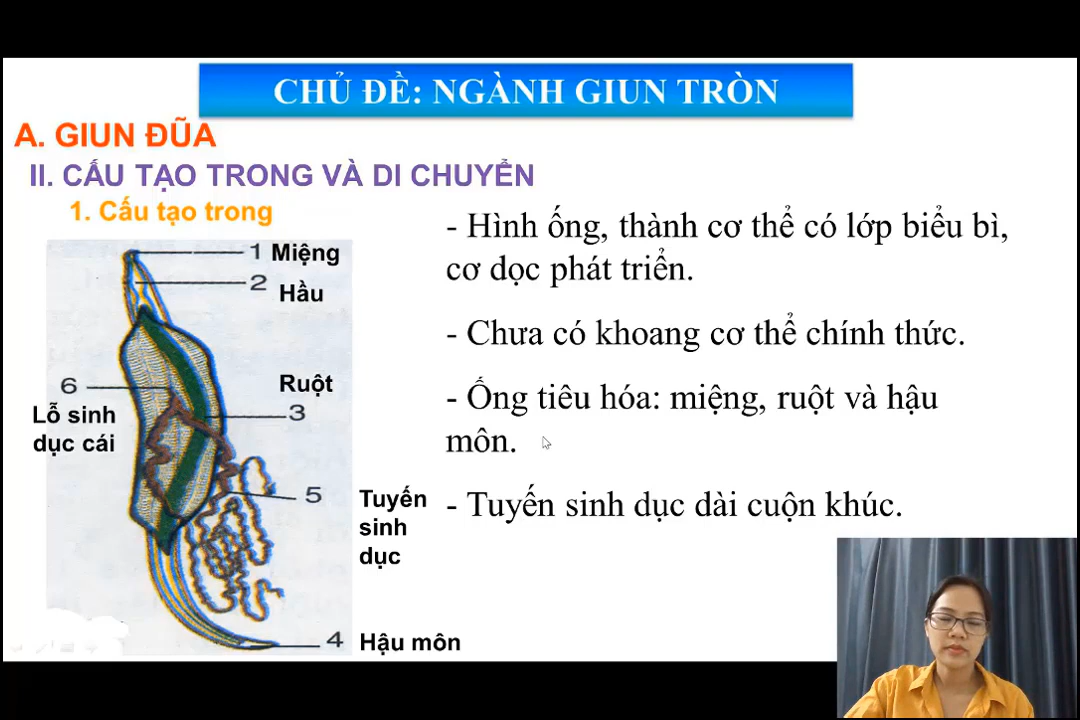 CHỦ ĐỀ: NGÀNH GIUN TRÒN
A. GIUN ĐŨA
II. CẤU TẠO TRONG VÀ DI CHUYỂN
1. Cấu tạo trong
1 Miệng
2 Hầu
6
Lỗ sinh
dục cái
Ruột
3
5
Tuyến
sinh
dục
4 Hậu môn
- Hình ống, thành cơ thể có lớp biểu bì,
cơ dọc phát triển.
- Chưa có khoang cơ thể chính thức.
- Ống tiêu hóa: miệng, ruột và hậu
môn.
- Tuyến sinh dục dài cuộn khúc.